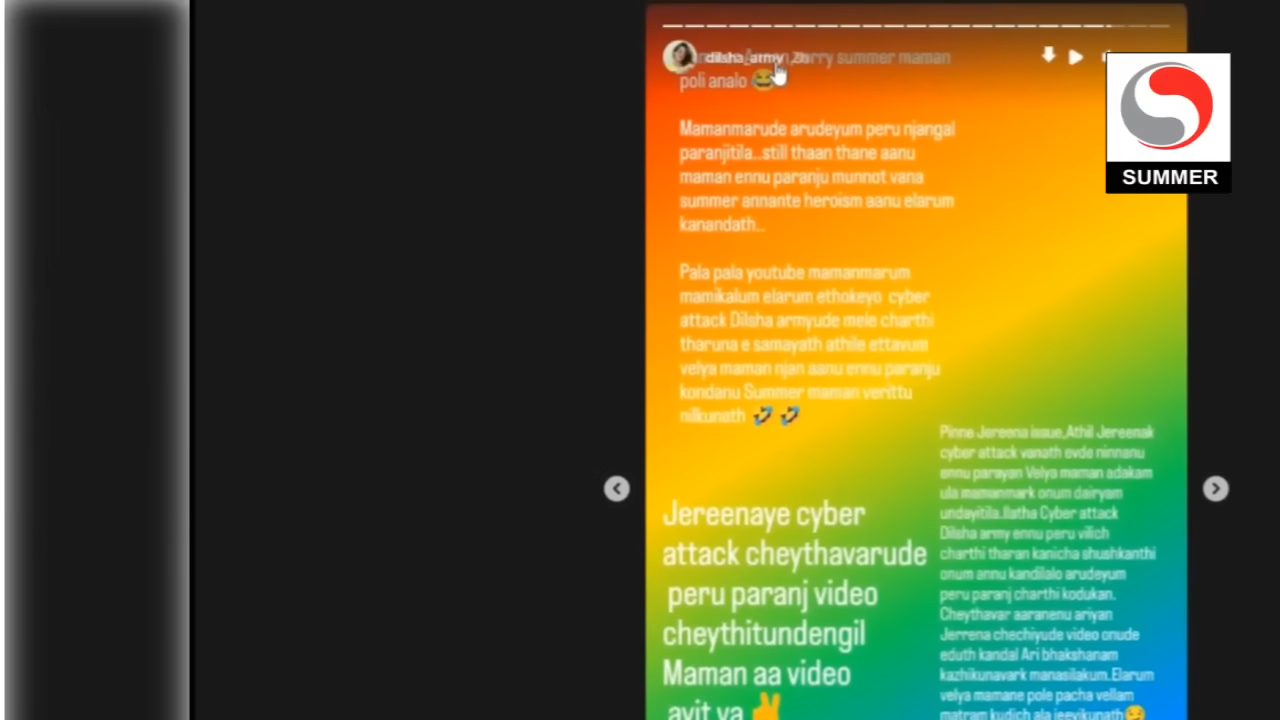 dilsha_army 2h
summer maman
poli analo 😂
Mamanmarude arudeyum peru njangal
paranjitila..still thaan thane aanu
maman ennu paranju munnot vana
summer annante heroism aanu elarum
kanandath..
Pala pala youtube mamanmarum
mamikalum elarum ethokeyo cyber
attack Dilsha armyude mele charthi
tharuna e samayath athile ettavum
velya maman njan aanu ennu paranju
kondanu Summer maman verittu
nilkunath 🤣 🤣
Jereenaye cyber
attack cheythavarude
peru paranj video
cheythitundengil
Maman aa video
ayit va ✌
Pinne Jereena issue,Athil Jereenak
cyber attack vanath evde ninnanu
ennu parayan Velya maman adakam
ula mamanmark onum dairyam
undayitila.Ilatha Cyber attack
Dilsha army ennu peru villich
charthi tharan kanicha shushkanthi
onum annu kandilalo arudeyum
peru paranj charthi kodukan.
Cheythavar aaranenu ariyan
Jerrena chechiyude video onude
eduth kandal Ari bhakshanam
kazhikunavark manasilakum.Elarum
velya mamane pole pacha vellam
matram kudich ala jeevikunath
SUMMER